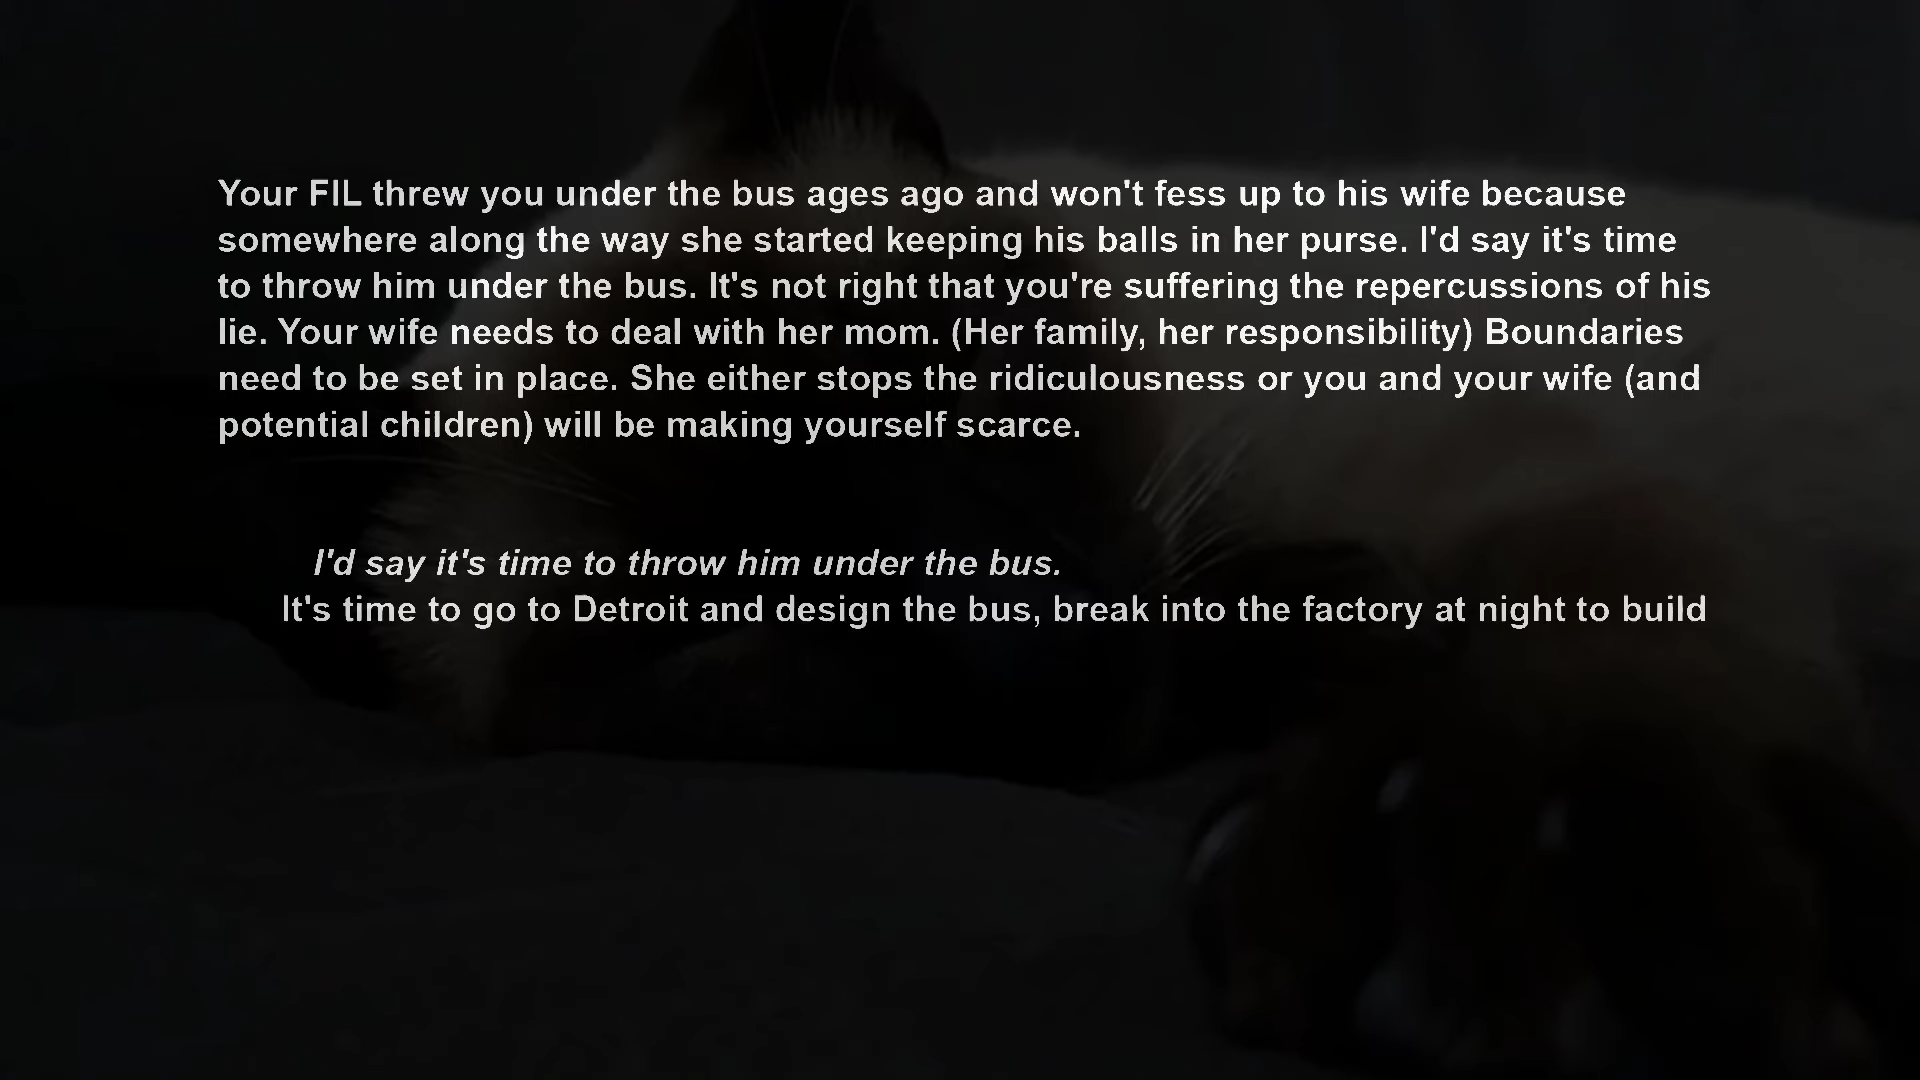 Your FIL threw you under the bus ages ago and won't fess up to his wife because
somewhere along the way she started keeping his balls in her purse. I'd say it's time
to throw him under the bus. It's not right that you're suffering the repercussions of his
lie. Your wife needs to deal with her mom. (Her family, her responsibility) Boundaries
need to be set in place. She either stops the ridiculousness or you and your wife (and
potential children) will be making yourself scarce.
I'd say it's time to throw him under the bus.
It's time to go to Detroit and design the bus, break into the factory at night to build